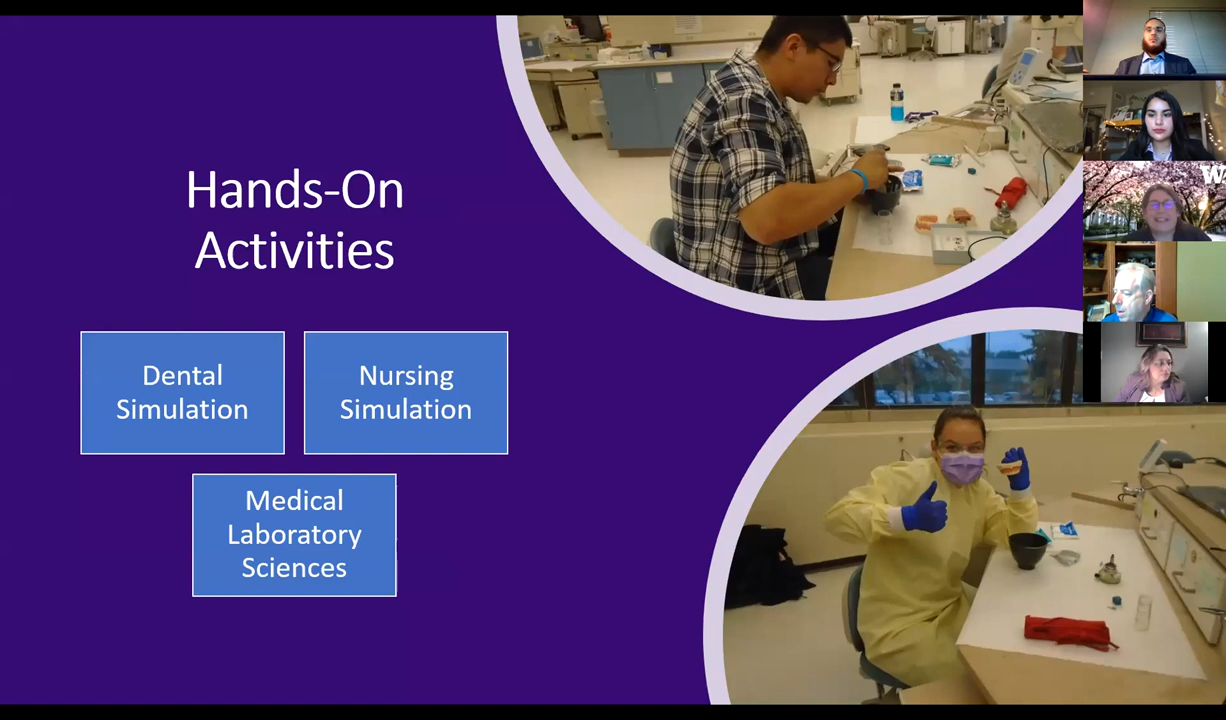 Hands-On
Activities
Dental
Simulation
Nursing
Simulation
Medical
Laboratory
Sciences
W